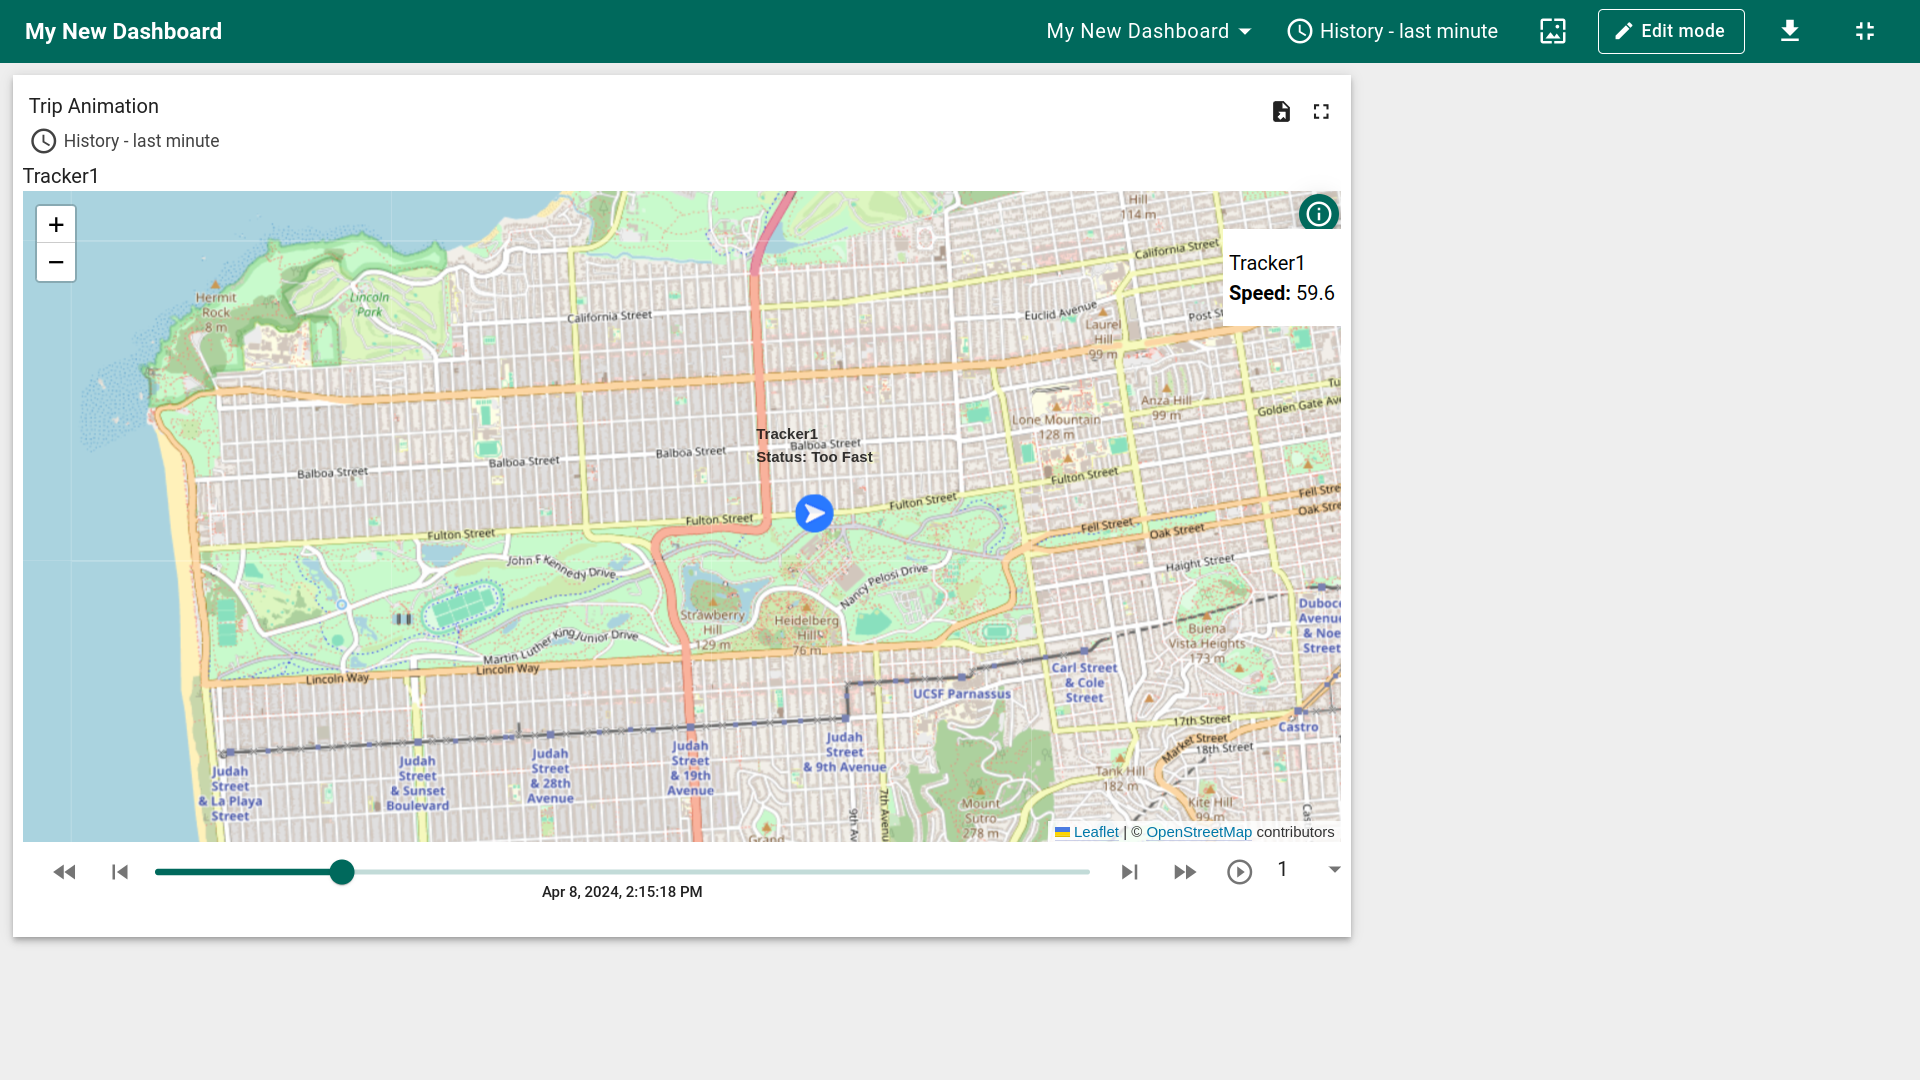 My New Dashboard
My New Dashboard
History - last minute
Edit mode
Trip Animation
History - last minute
Tracker1
+
−
Hill
114 m
California Street
Tracker1
Speed: 59.6
Hermit
Rock
8 m
Lincoln
Park
California Street
Euclid Avenue
Laurel
Hill
99 m
Post St
Tu
Golden Gate Ave
Anza Hill
99 m
Lone Mountain
128 m
Tracker1
Status: Too Fast
Balboa Street
Balboa Street
Balboa Street
Balboa Street
Fulton Street
Fulton Street
Fulton Street
Fulton Street
Fell Stre
Oak Stre
Fell Street
Oak Street
Haight Street
John F Kennedy Drive
Nancy Pelosi Drive
Strawberry
Hill
129 m
Heidelberg
Hill
76 m
Martin Luther King Junior Drive
Lincoln Way
Lincoln Way
Buena
Vista Heights
173 m
Duboce
Avenue
& Noe
Street
Carl Street
& Cole
Street
UCSF Parnassus
17th Street
Market Street
18th Street
Castro
Judah
Street
& La Playa
Street
Judah
Street
& Sunset
Boulevard
Judah
Street
& 28th
Avenue
Judah
Street
& 19th
Avenue
Judah
Street
& 9th Avenue
9th Av
7th Avenu
Mount
Sutro
278 m
Tank Hill
182 m
Kite Hill
99 m
Cas
Grand
Leaflet | © OpenStreetMap contributors
1
Apr 8, 2024, 2:15:18 PM